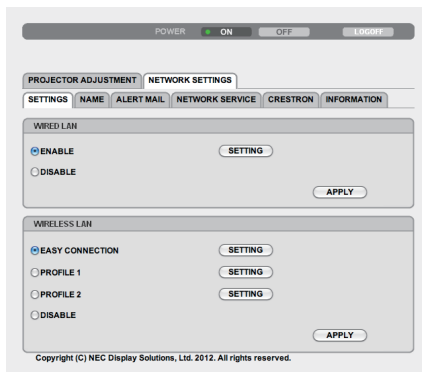 POWER ON OFF LOGOFF
PROJECTOR ADJUSTMENT NETWORK SETTINGS
SETTINGS NAME ALERT MAIL NETWORK SERVICE CRESTRON INFORMATION
WIRED LAN
ENABLE SETTING
DISABLE
APPLY
WIRELESS LAN
EASY CONNECTION SETTING
PROFILE 1 SETTING
PROFILE 2 SETTING
DISABLE
APPLY
Copyright (C) NEC Display Solutions, Ltd. 2012. All rights reserved.